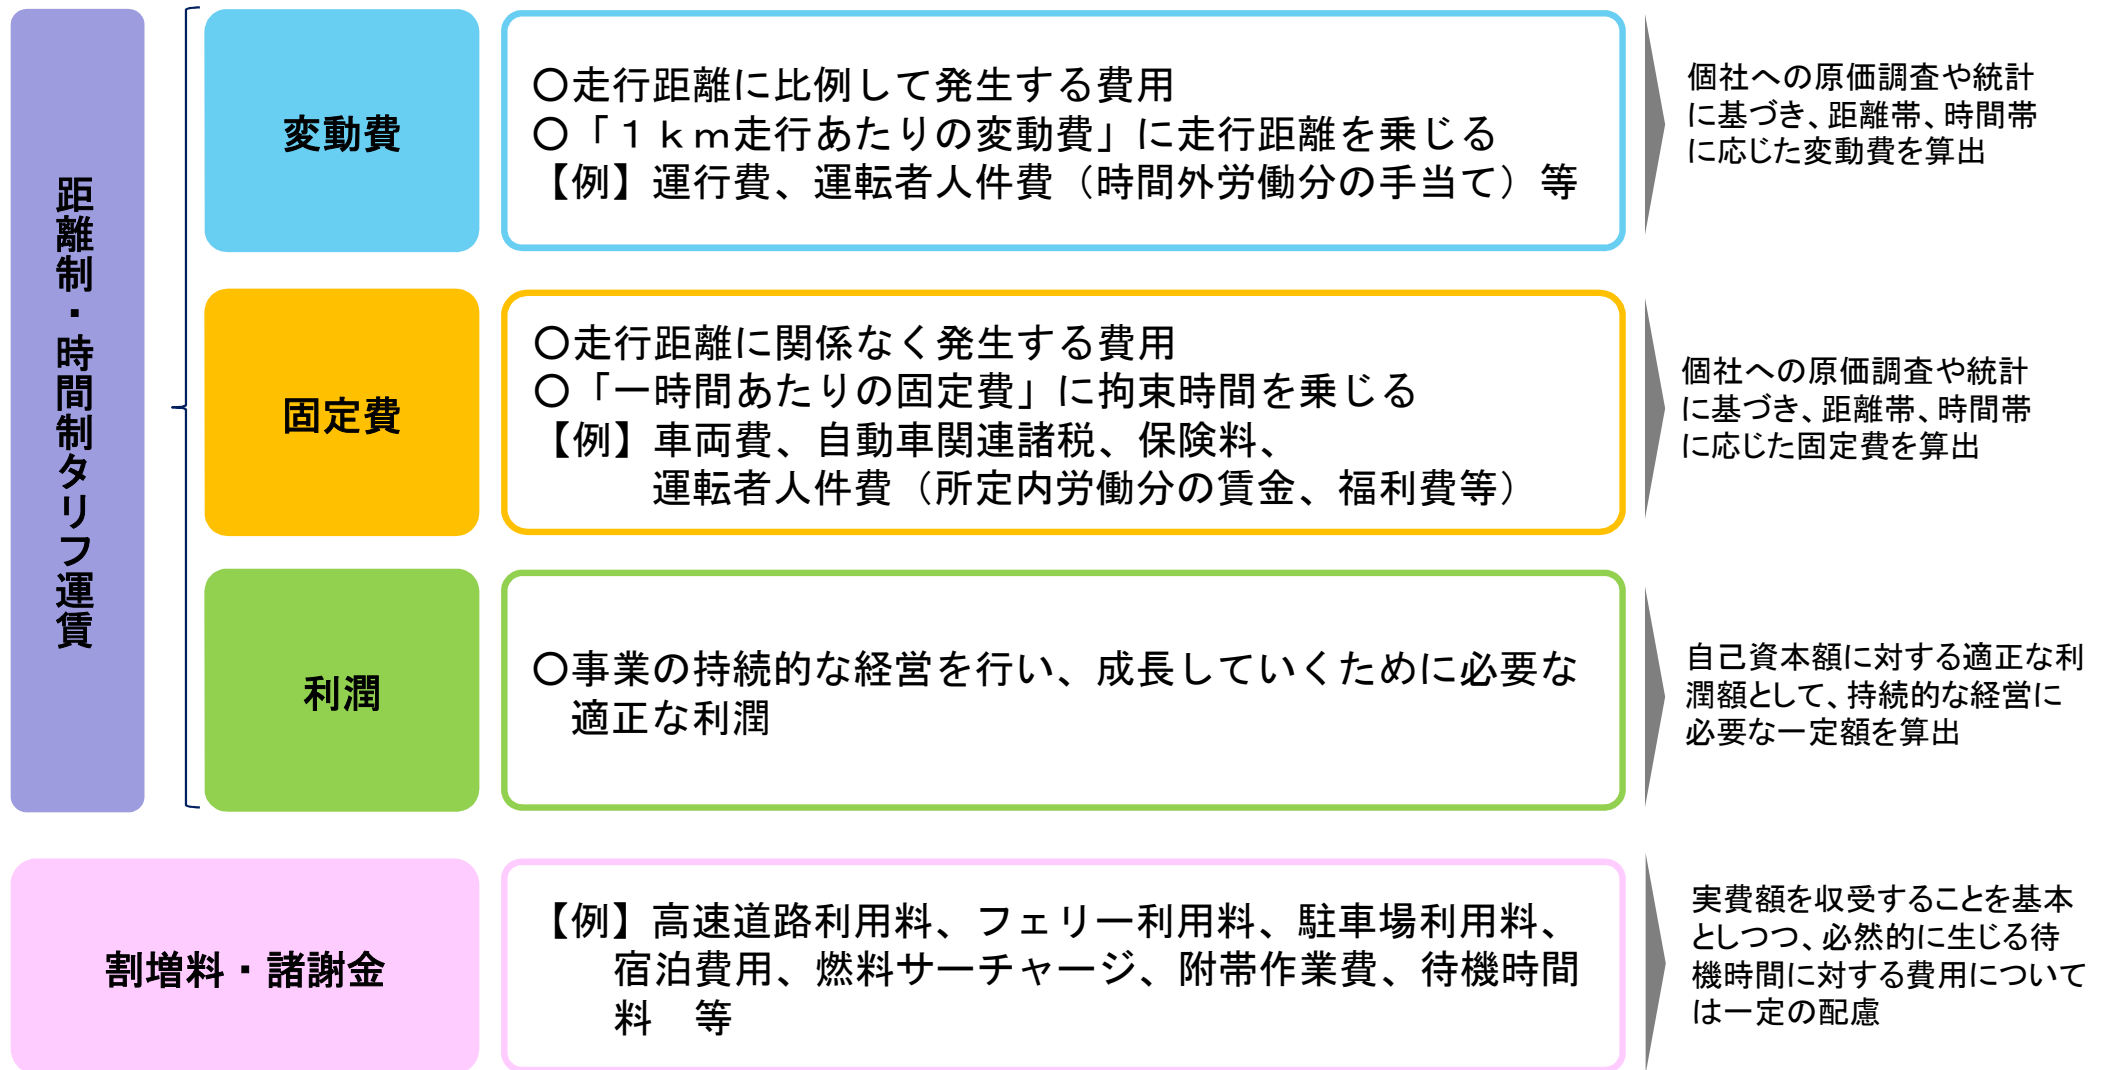 距離制・時間制タリフ運賃
変動費
〇走行距離に比例して発生する費用
〇「１ｋｍ走行あたりの変動費」に走行距離を乗じる
【例】運行費、運転者人件費（時間外労働分の手当て）等
個社への原価調査や統計
に基づき、距離帯、時間帯
に応じた変動費を算出
固定費
〇走行距離に関係なく発生する費用
〇「一時間あたりの固定費」に拘束時間を乗じる
【例】車両費、自動車関連諸税、保険料、
運転者人件費（所定内労働分の賃金、福利費等）
個社への原価調査や統計
に基づき、距離帯、時間帯
に応じた固定費を算出
利潤
〇事業の持続的な経営を行い、成長していくために必要な
適正な利潤
自己資本額に対する適正な利
潤額として、持続的な経営に
必要な一定額を算出
割増料・諸謝金
【例】高速道路利用料、フェリー利用料、駐車場利用料、
宿泊費用、燃料サーチャージ、附帯作業費、待機時間
料　等
実費額を収受することを基本
としつつ、必然的に生じる待
機時間に対する費用について
は一定の配慮